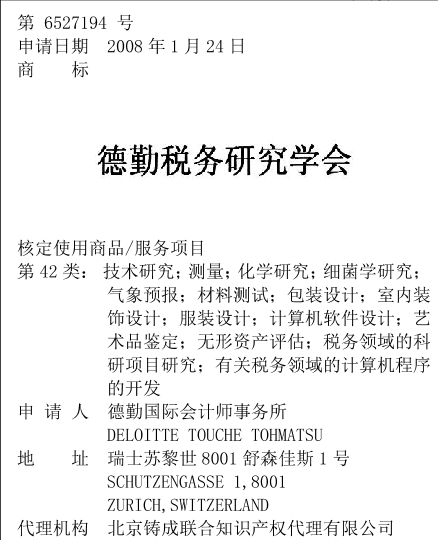 第 6527194 号
申请日期 2008 年 1 月 24 日
商 标
德勤税务研究学会
核定使用商品/服务项目
第 42 类： 技术研究；测量；化学研究；细菌学研究；
气象预报；材料测试；包装设计；室内装
饰设计；服装设计；计算机软件设计；艺
术品鉴定；无形资产评估；税务领域的科
研项目研究；有关税务领域的计算机程序
的开发
申 请 人 德勤国际会计师事务所
DELOITTE TOUCHE TOHMATSU
地 址 瑞士苏黎世 8001 舒森佳斯 1 号
SCHUTZENGASSE 1,8001
ZURICH,SWITZERLAND
代理机构 北京铸成联合知识产权代理有限公司